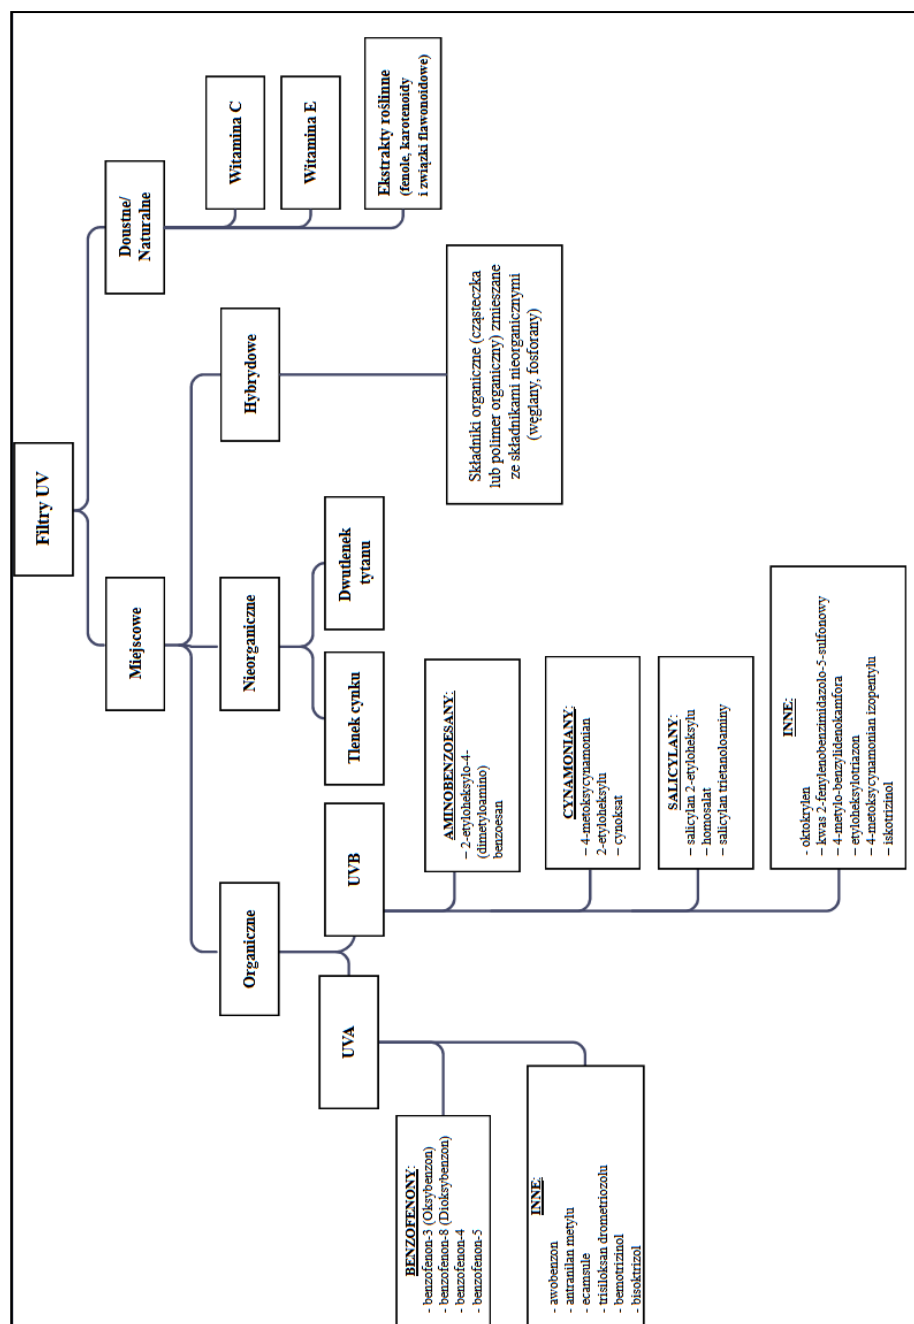 Filtry UV
Miejscowe
Doustne/
Naturalne
Organiczne
Nieorganiczne
Hybrydowe
Witamina C
Witamina E
Ekstrakty roślinne
(fenole, karotenoidy
i związki flawonoidowe)
UVA
UVB
Tlenek cynku
Dwutlenek
tytanu
Składniki organiczne (cząsteczka
lub polimer organiczny) zmieszane
ze składnikami nieorganicznymi
(węglany, fosforany)
BENZOFENONY:
- benzofenon-3 (Oksybenzon)
- benzofenon-8 (Dioksybenzon)
- benzofenon-4
- benzofenon-5
INNE:
- awobenzon
- antranilan metylu
- ecamsule
- trisiloksan drometriozolu
- bemotrizinol
- bisoktrizol
AMINOBENZOESANY:
– 2-etyloheksylo-4-
(dimetyloamino)
benzoesan
CYNAMONIANY:
– 4-metoksycynamonian
2-etyloheksylu
– cynoksat
SALICYLANY:
– salicylan 2-etyloheksylu
– homosalat
– salicylan trietanoloaminy
INNE:
- oktokrylen
– kwas 2-fenylenobenzimidazolo-5-sulfonowy
– 4-metylo-benzylidenokamfora
– etyloheksylotriazon
– 4-metoksycynamonian izopentylu
– iskotrizinol